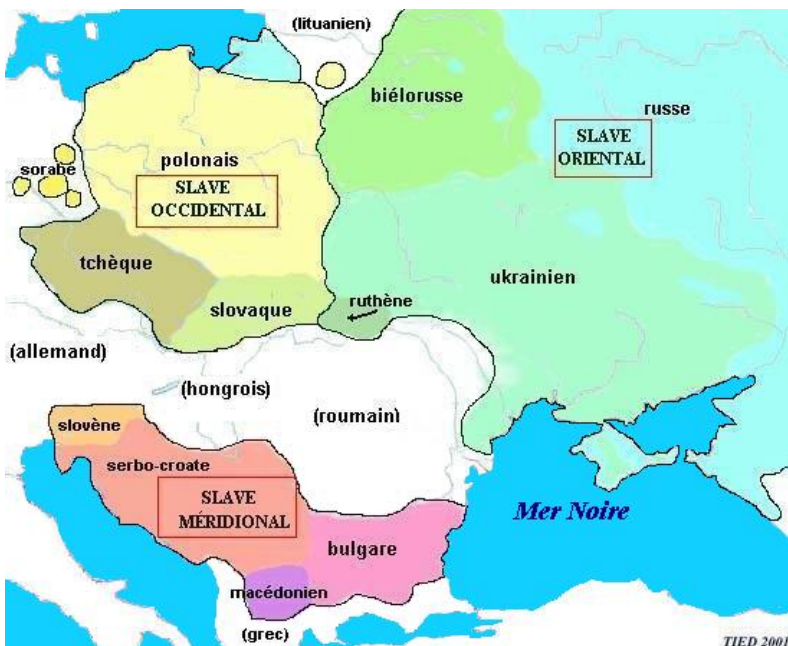 (lituanien)
biélorusse
russe
SLAVE
ORIENTAL
polonais
sorabe
SLAVE
OCCIDENTAL
tchèque
ukrainien
slovaque
ruthène
(allemand)
(hongrois)
(roumain)
slovène
serbo-croate
SLAVE
MÉRIDIONAL
Mer Noire
bulgare
macédonien
(grec)
TIED 2001